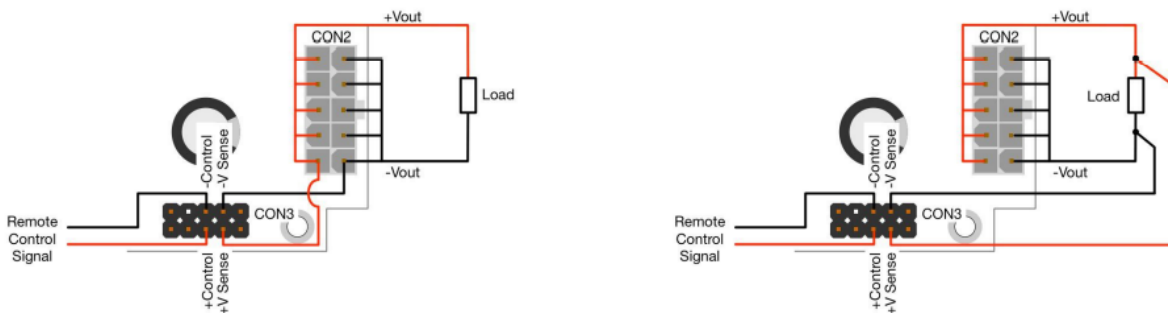 +Vout
CON2
Load
-Control
-V Sense
-Vout
CON3
Remote
Control
Signal
+Control
+V Sense
+Vout
CON2
Load
-Control
-V Sense
-Vout
CON3
Remote
Control
Signal
+Control
+V Sense